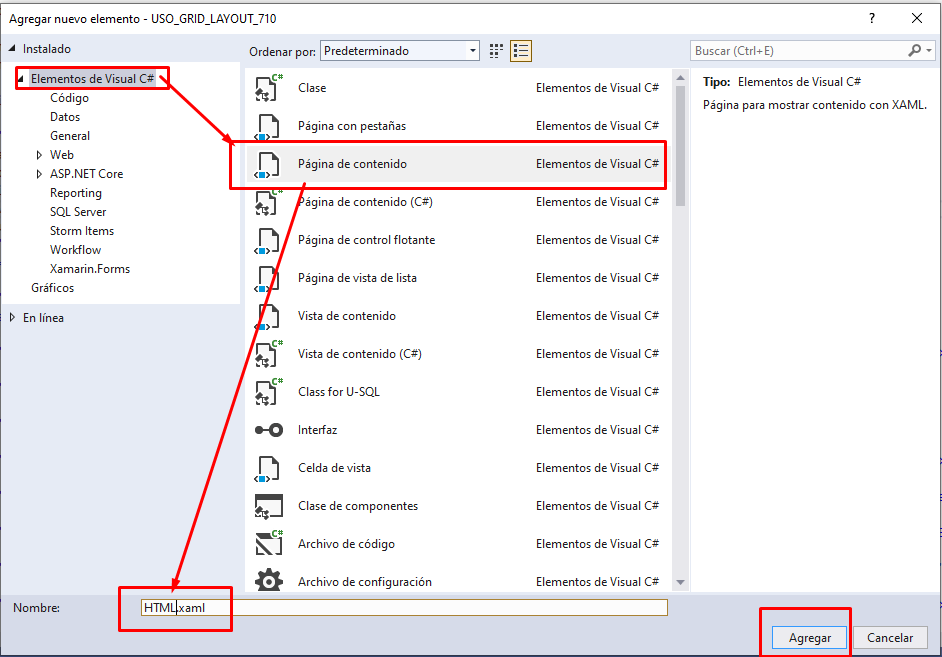 Agregar nuevo elemento - USO_GRID_LAYOUT_710
?
Instalado
Ordenar por: Predeterminado
Buscar (Ctrl+E)
Elementos de Visual C#
Código
Datos
General
Web
ASP.NET Core
Reporting
SQL Server
Storm Items
Workflow
Xamarin.Forms
Gráficos
En línea
Clase Elementos de Visual C#
Página con pestañas Elementos de Visual C#
Página de contenido Elementos de Visual C#
Página de contenido (C#) Elementos de Visual C#
Página de control flotante Elementos de Visual C#
Página de vista de lista Elementos de Visual C#
Vista de contenido Elementos de Visual C#
Vista de contenido (C#) Elementos de Visual C#
Class for U-SQL Elementos de Visual C#
Interfaz Elementos de Visual C#
Celda de vista Elementos de Visual C#
Clase de componentes Elementos de Visual C#
Archivo de código Elementos de Visual C#
Archivo de configuración Elementos de Visual C#
Tipo: Elementos de Visual C#
Página para mostrar contenido con XAML.
Nombre: HTML.xaml
Agregar Cancelar